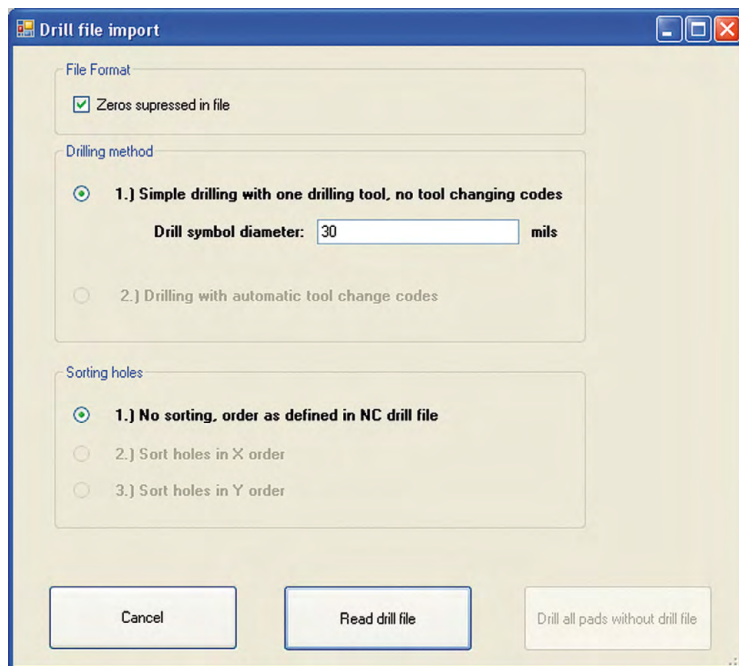 Drill file import
File Format
Zeros supressed in file
Drilling method
1.) Simple drilling with one drilling tool, no tool changing codes
Drill symbol diameter: 30 mils
2.) Drilling with automatic tool change codes
Sorting holes
1.) No sorting, order as defined in NC drill file
2.) Sort holes in X order
3.) Sort holes in Y order
Cancel Read drill file Drill all pads without drill file